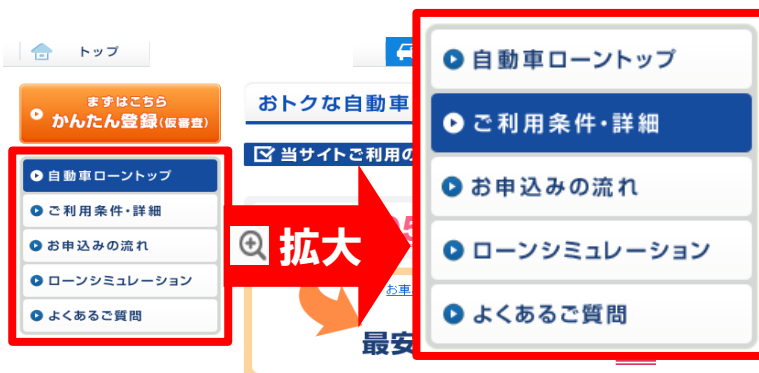 トップ
まずはこちら
かんたん登録(仮審査)
自動車ローントップ
ご利用条件・詳細
お申込みの流れ
ローンシミュレーション
よくあるご質問
おトクな自動車
当サイトご利用の
拡大
お車
最安
自動車ローントップ
ご利用条件・詳細
お申込みの流れ
ローンシミュレーション
よくあるご質問